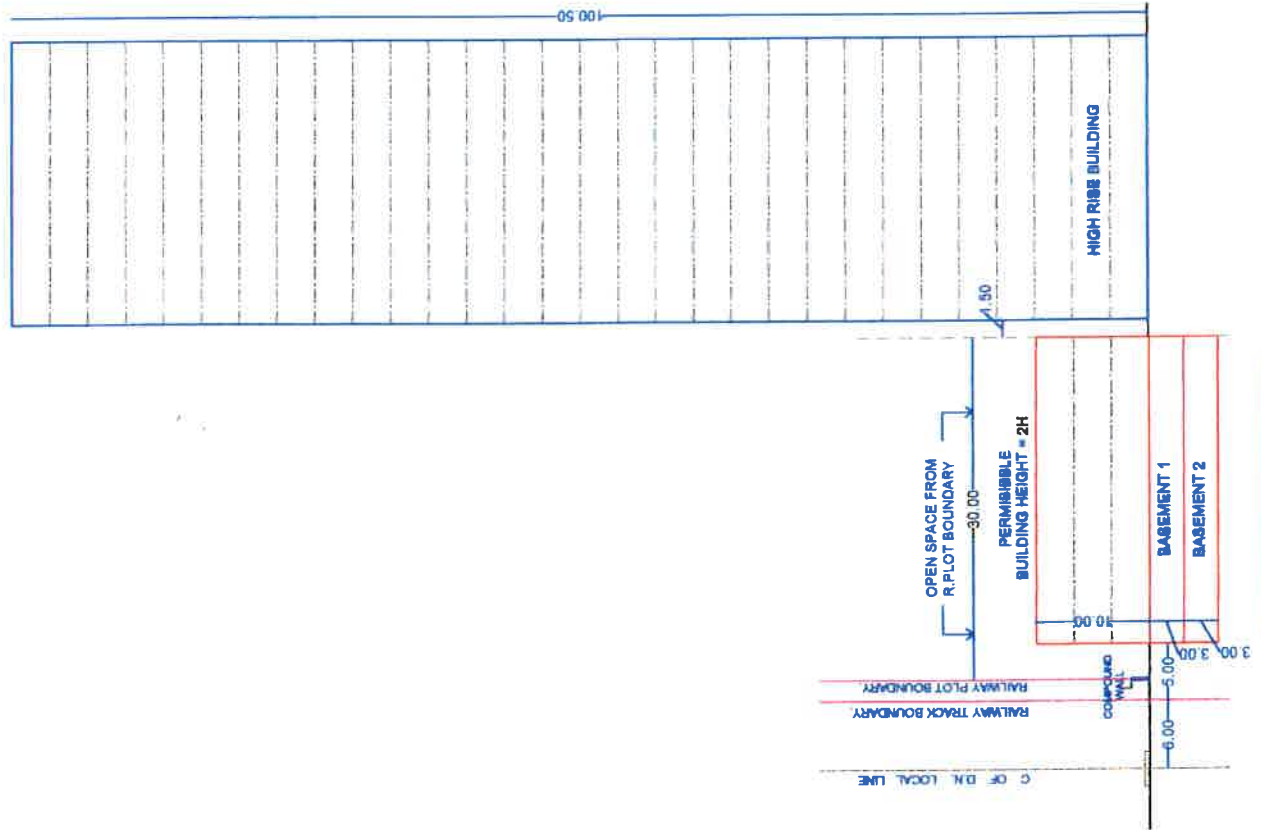 100.50
HIGH RISE BUILDING
1.50
OPEN SPACE FROM
R.PLOT BOUNDARY
30.00
PERMISIBLE
BUILDING HEIGHT = 2H
10.00
BASEMENT 1
BASEMENT 2
3.00
3.00
COMPOUND
WALL
5.00
6.00
RAILWAY PLOT BOUNDARY.
RAILWAY TRACK BOUNDARY.
C OF D.N. LOCAL LINE